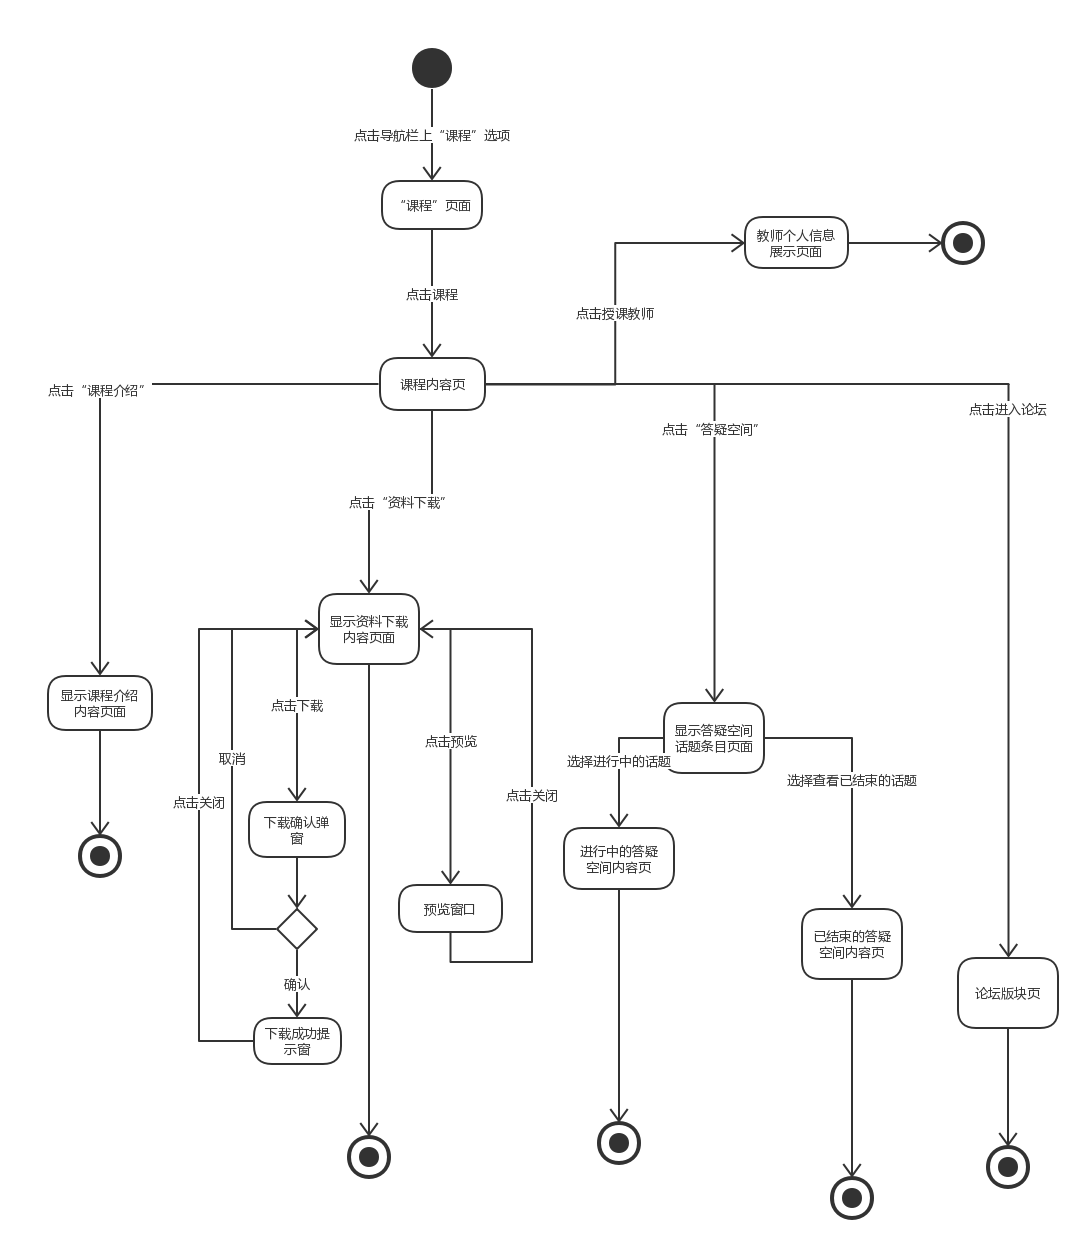 点击导航栏上“课程”选项
“课程”页面
教师个人信息
展示页面
点击课程
点击授课教师
课程内容页
点击“课程介绍”
点击进入论坛
点击“答疑空间”
点击“资料下载”
显示资料下载
内容页面
显示课程介绍
内容页面
点击下载
显示答疑空间
话题条目页面
点击预览
取消
选择进行中的话题
选择查看已结束的话题
点击关闭
点击关闭
下载确认弹
窗
进行中的答疑
空间内容页
预览窗口
已结束的答疑
空间内容页
确认
论坛版块页
下载成功提
示窗